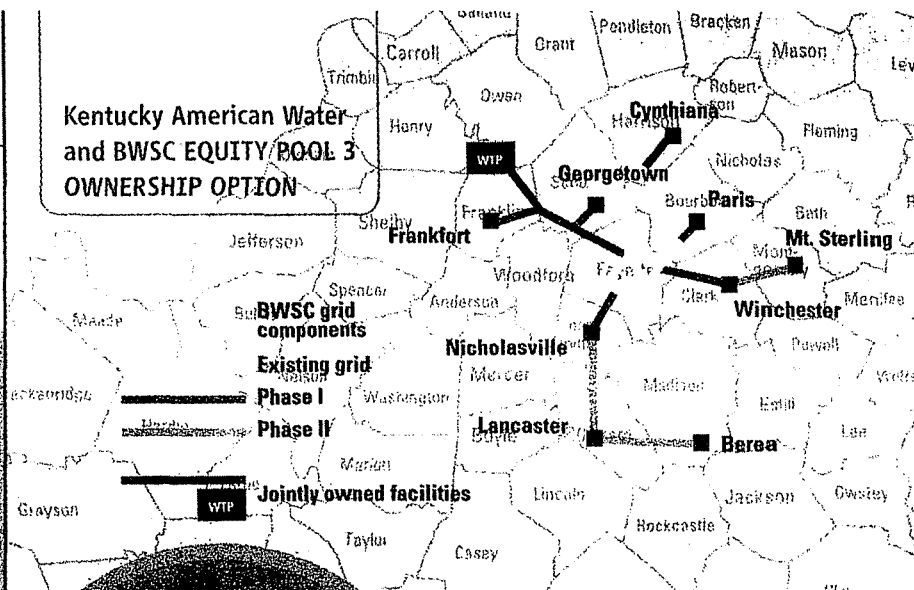 Kentucky American Water
and BWSC EQUITY POOL 3
OWNERSHIP OPTION
Pendleton
Bracken
Carroll
Grant
Mason
Trimble
Owen
Cynthiana
Harrison
Henry
Fleming
WTP
Nicholas
Georgetown
Paris
Shelby
Franklin
Bath
Frankfort
Mt. Sterling
Jefferson
Woodford
Spencer
Anderson
Clark
Menifee
Winchester
BWSC grid
components
Meade
Nicholasville
Powell
Existing grid
Nelson
Mercer
Madison
Phase I
Washington
Estill
Phase II
Lancaster
Boyle
Lee
Berea
Marion
Jointly owned facilities
WTP
Grayson
Lincoln
Jackson
Owsley
Rockcastle
Taylor
Casey